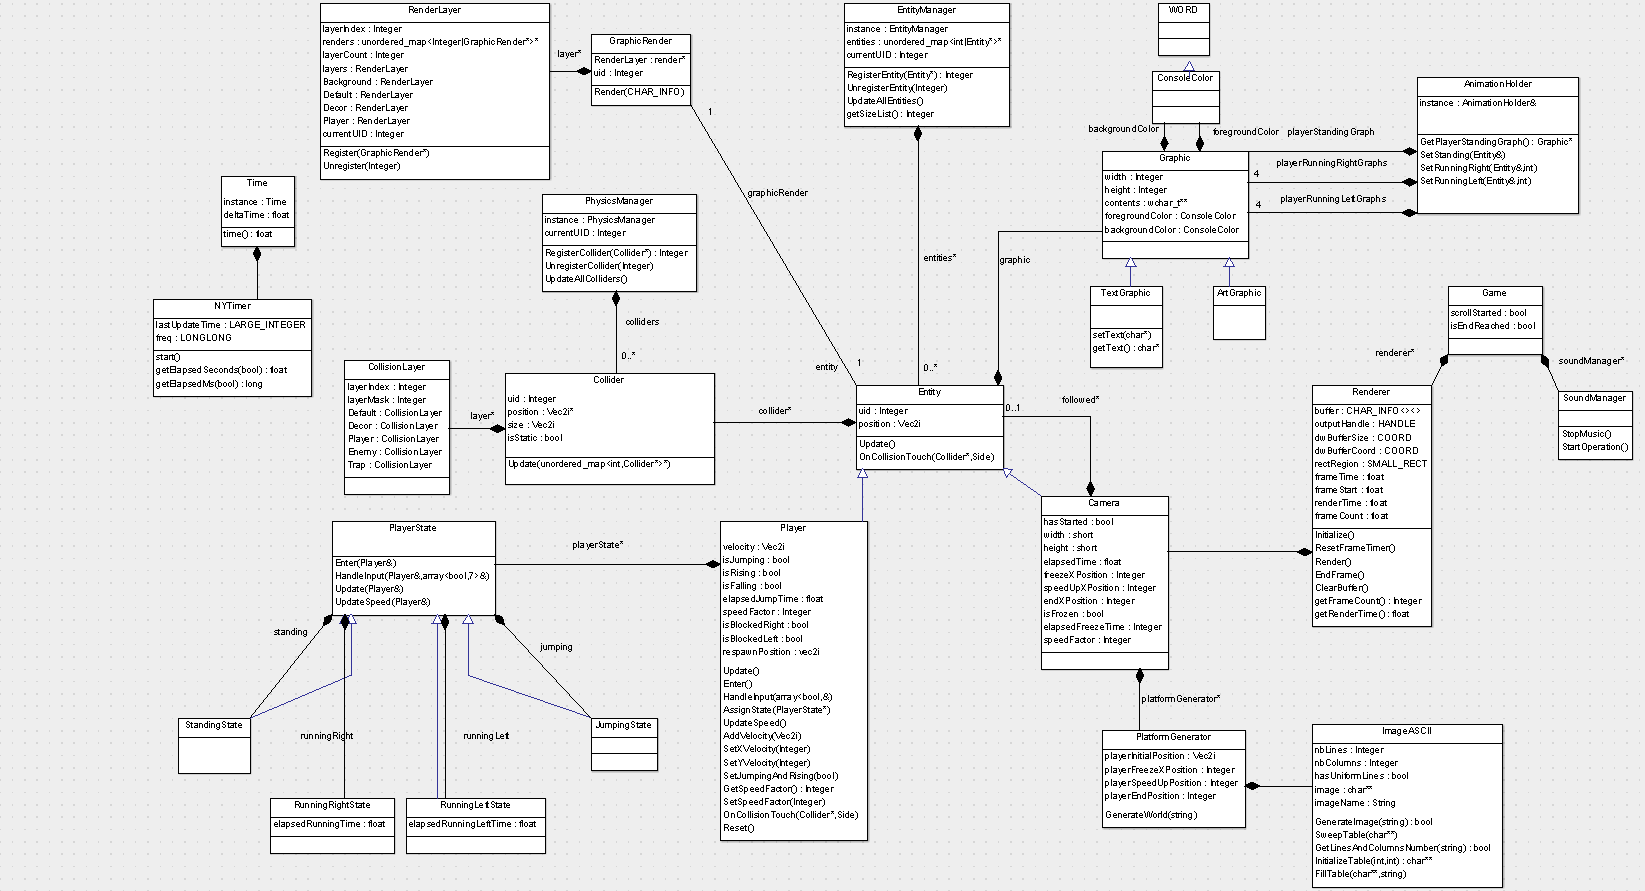 RenderLayer
layerIndex : Integer
renders : unordered_map<Integer|GraphicRender*>*
layerCount : Integer
layers : RenderLayer
Background : RenderLayer
Default : RenderLayer
Decor : RenderLayer
Player : RenderLayer
currentUID : Integer
Register(GraphicRender*)
Unregister(Integer)
layer*
GraphicRender
RenderLayer : render*
uid : Integer
Render(CHAR_INFO)
1
graphicRender
1
entity
EntityManager
instance : EntityManager
entities : unordered_map<int|Entity*>*
currentUID : Integer
RegisterEntity(Entity*) : Integer
UnregisterEntity(Integer)
UpdateAllEntities()
getSizeList() : Integer
entities*
0..*
WORD
ConsoleColor
backgroundColor
foregroundColor
playerStandingGraph
Graphic
width : Integer
height : Integer
contents : wchar_t**
foregroundColor : ConsoleColor
backgroundColor : ConsoleColor
playerRunningRightGraphs
4
playerRunningLeftGraphs
4
AnimationHolder
instance : AnimationHolder&
GetPlayerStandingGraph() : Graphic*
SetStanding(Entity&)
SetRunningRight(Entity&,int)
SetRunningLeft(Entity&,int)
graphic
TextGraphic
setText(char*)
getText() : char*
ArtGraphic
Time
instance : Time
deltaTime : float
time() : float
NYTimer
lastUpdateTime : LARGE_INTEGER
freq : LONGLONG
start()
getElapsedSeconds(bool) : float
getElapsedMs(bool) : long
PhysicsManager
instance : PhysicsManager
currentUID : Integer
RegisterCollider(Collider*) : Integer
UnregisterCollider(Integer)
UpdateAllColliders()
colliders
0..*
CollisionLayer
layerIndex : Integer
layerMask : Integer
Default : CollisionLayer
Decor : CollisionLayer
Player : CollisionLayer
Enemy : CollisionLayer
Trap : CollisionLayer
layer*
Collider
uid : Integer
position : Vec2i*
size : Vec2i
isStatic : bool
Update(unordered_map<int,Collider*>*)
collider*
Entity
uid : Integer
position : Vec2i
Update()
OnCollisionTouch(Collider*,Side)
0..1
followed*
Game
scrollStarted : bool
isEndReached : bool
renderer*
soundManager*
SoundManager
StopMusic()
StartOperation()
Renderer
buffer : CHAR_INFO<><>
outputHandle : HANDLE
dwBufferSize : COORD
dwBufferCoord : COORD
rectRegion : SMALL_RECT
frameTime : float
frameStart : float
renderTime : float
frameCount : float
Initialize()
ResetFrameTimer()
Render()
EndFrame()
ClearBuffer()
getFrameCount() : Integer
getRenderTime() : float
Camera
hasStarted : bool
width : short
height : short
elapsedTime : float
freezeXPosition : Integer
speedUpXPosition : Integer
endXPosition : Integer
isFrozen : bool
elapsedFreezeTime : Integer
speedFactor : Integer
platformGenerator*
PlatformGenerator
playerInitialPosition : Vec2i
playerFreezeXPosition : Integer
playerSpeedUpPosition : Integer
playerEndPosition : Integer
GenerateWorld(string)
ImageASCII
nbLines : Integer
nbColumns : Integer
hasUniformLines : bool
image : char**
imageName : String
GenerateImage(string) : bool
SweepTable(char**)
GetLinesAndColumnsNumber(string) : bool
InitializeTable(int,int) : char**
FillTable(char**,string)
PlayerState
Enter(Player&)
HandleInput(Player&,array<bool,7>&)
Update(Player&)
UpdateSpeed(Player&)
playerState*
Player
velocity : Vec2i
isJumping : bool
isRising : bool
isFalling : bool
elapsedJumpTime : float
speedFactor : Integer
isBlockedRight : bool
isBlockedLeft : bool
respawnPosition : vec2i
Update()
Enter()
HandleInput(array<bool,&)
AssignState(PlayerState*)
UpdateSpeed()
AddVelocity(Vec2i)
SetXVelocity(Integer)
SetYVelocity(Integer)
SetJumpingAndRising(bool)
GetSpeedFactor() : Integer
SetSpeedFactor(Integer)
OnCollisionTouch(Collider*,Side)
Reset()
standing
jumping
StandingState
runningRight
runningLeft
JumpingState
RunningRightState
elapsedRunningTime : float
RunningLeftState
elapsedRunningLeftTime : float